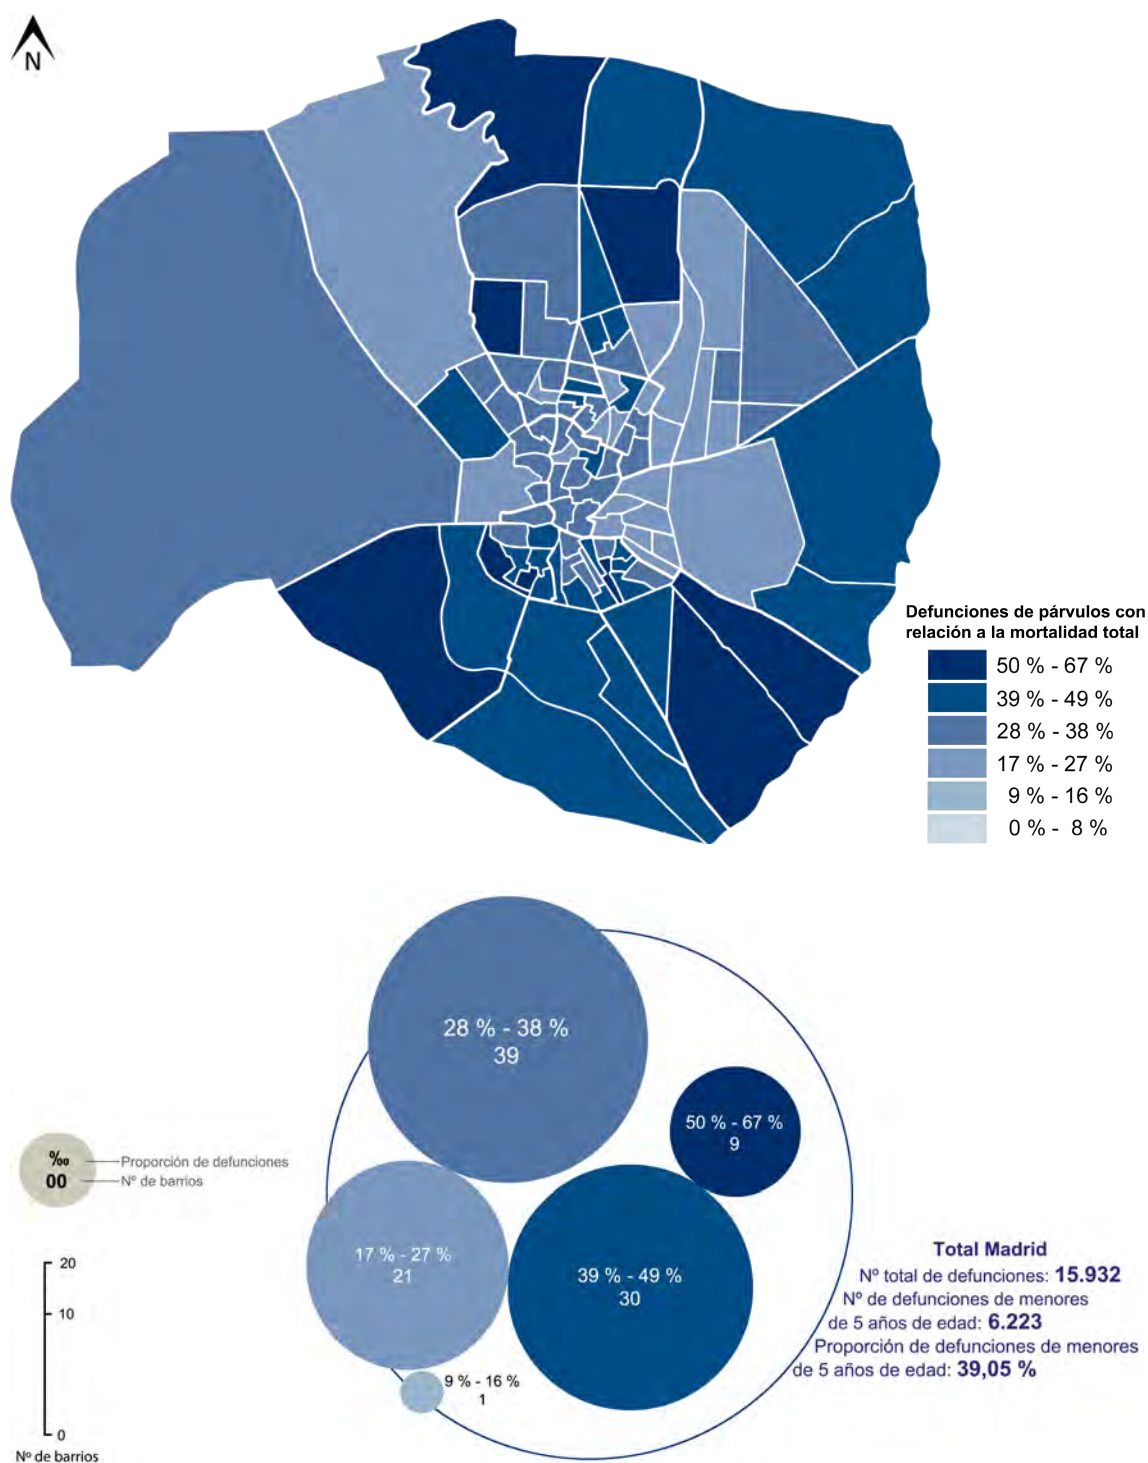 N
Defunciones de párvulos con
relación a la mortalidad total
50 % - 67 %
39 % - 49 %
28 % - 38 %
17 % - 27 %
9 % - 16 %
0 % - 8 %
28 % - 38 %
39
50 % - 67 %
9
17 % - 27 %
21
39 % - 49 %
30
9 % - 16 %
1
‰
Proporción de defunciones
00
Nº de barrios
20
10
0
Nº de barrios
Total Madrid
Nº total de defunciones: 15.932
Nº de defunciones de menores
de 5 años de edad: 6.223
Proporción de defunciones de menores
de 5 años de edad: 39,05 %